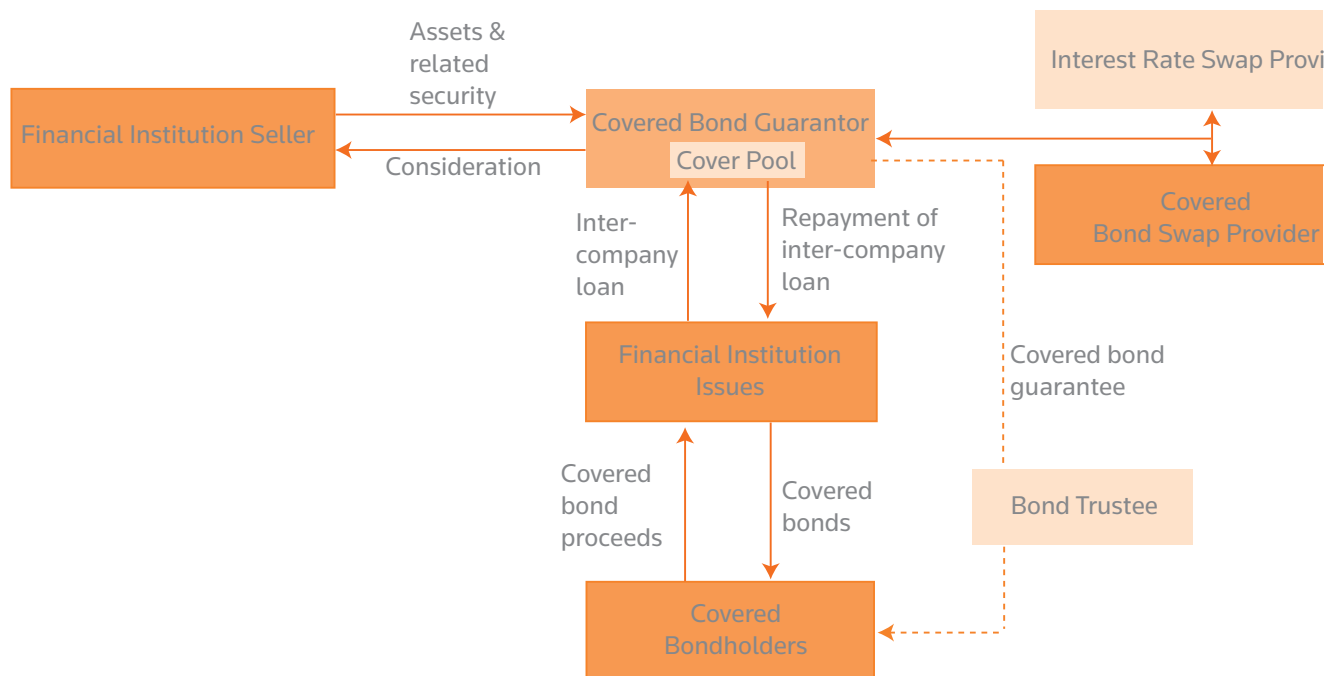 Assets &
related
security
Interest Rate Swap Provi
Financial Institution Seller
Covered Bond Guarantor
Cover Pool
Consideration
Covered
Bond Swap Provider
Inter-
company
loan
Repayment of
inter-company
loan
Financial Institution
Issues
Covered bond
guarantee
Covered
bond
proceeds
Covered
bonds
Bond Trustee
Covered
Bondholders